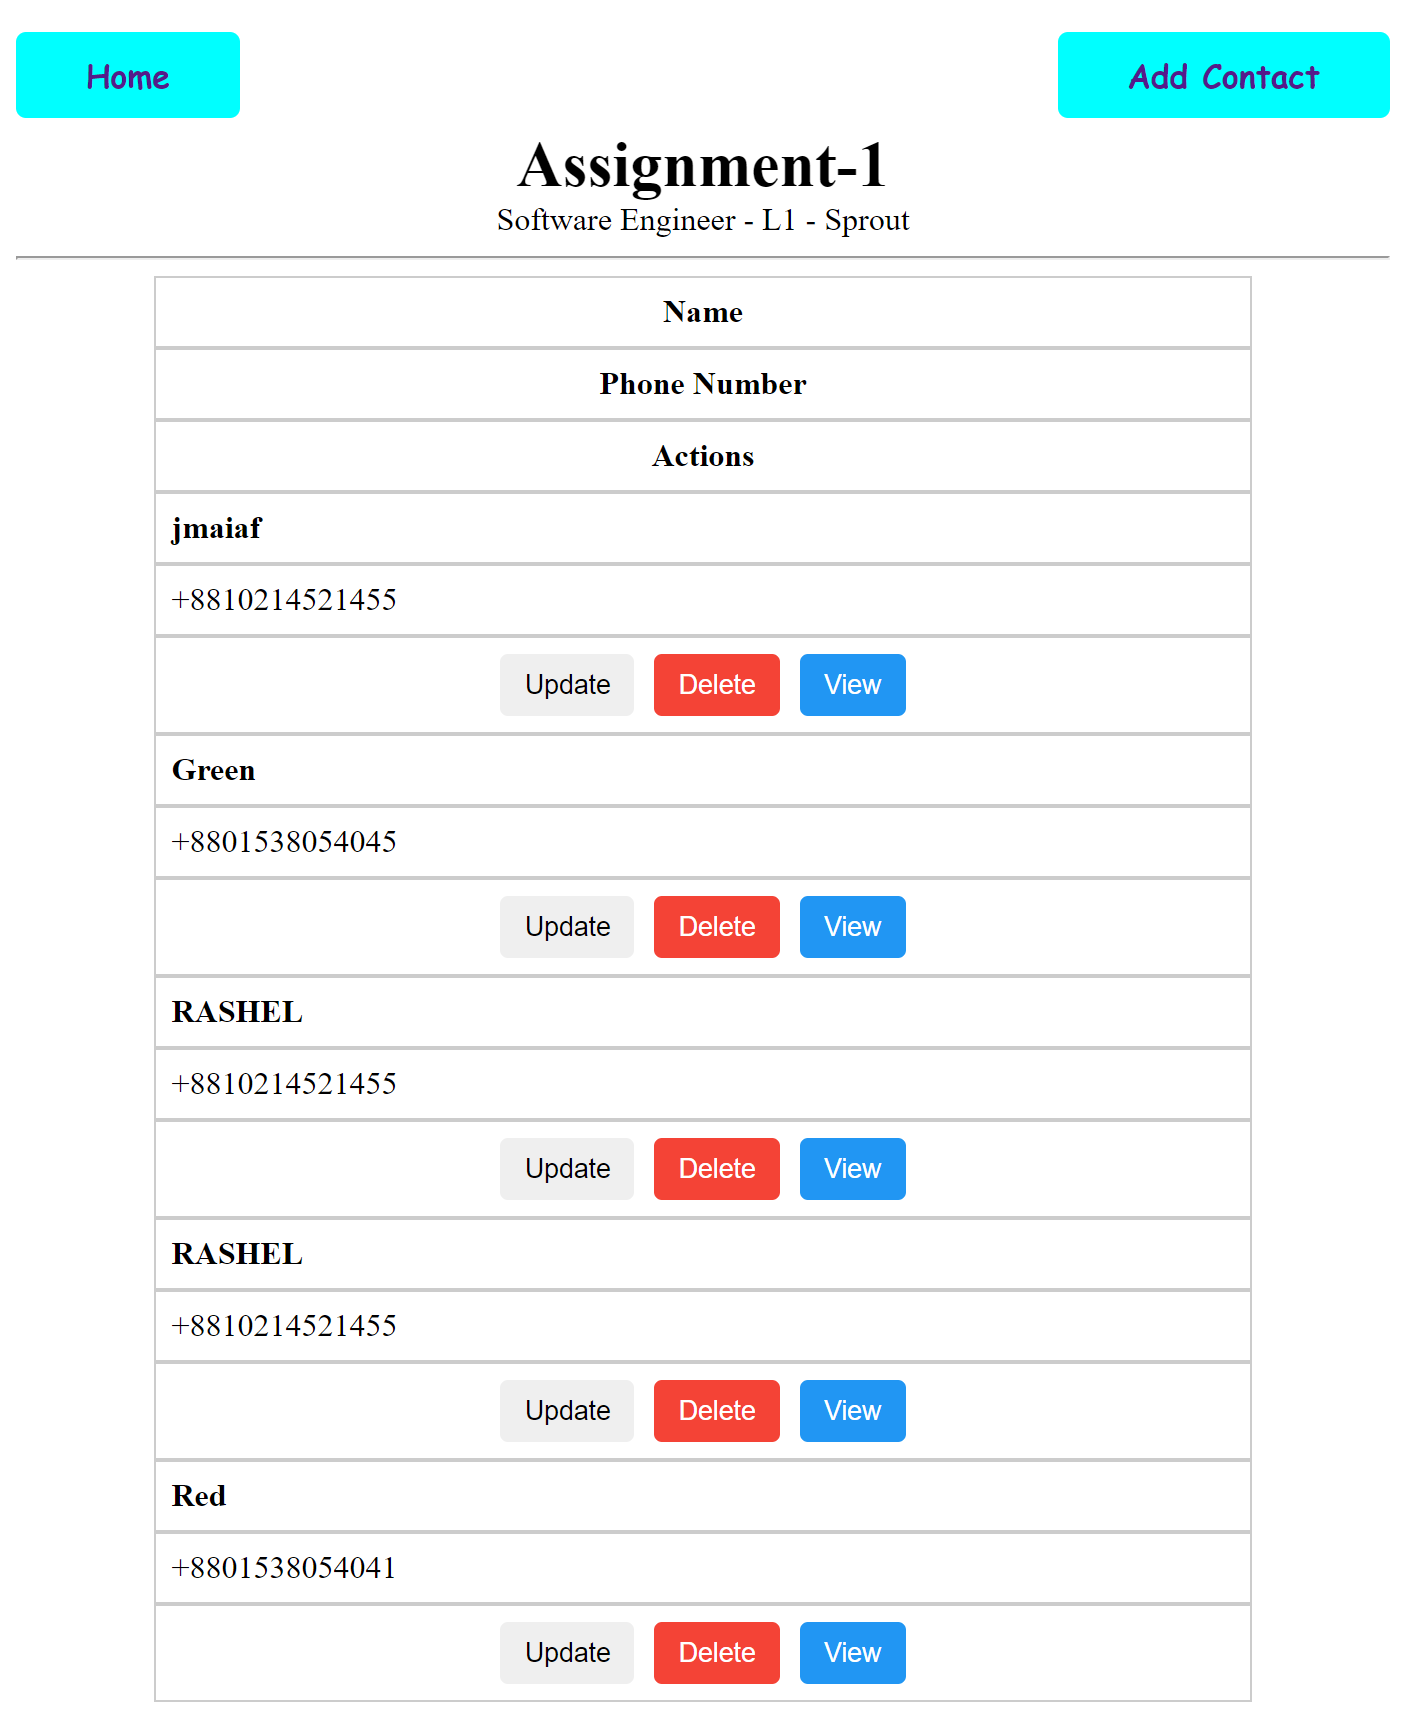 Home
Add Contact
Assignment-1
Software Engineer - L1 - Sprout
Name
Phone Number
Actions
jmaiaf
+8810214521455
Update Delete View
Green
+8801538054045
Update Delete View
RASHEL
+8810214521455
Update Delete View
RASHEL
+8810214521455
Update Delete View
Red
+8801538054041
Update Delete View